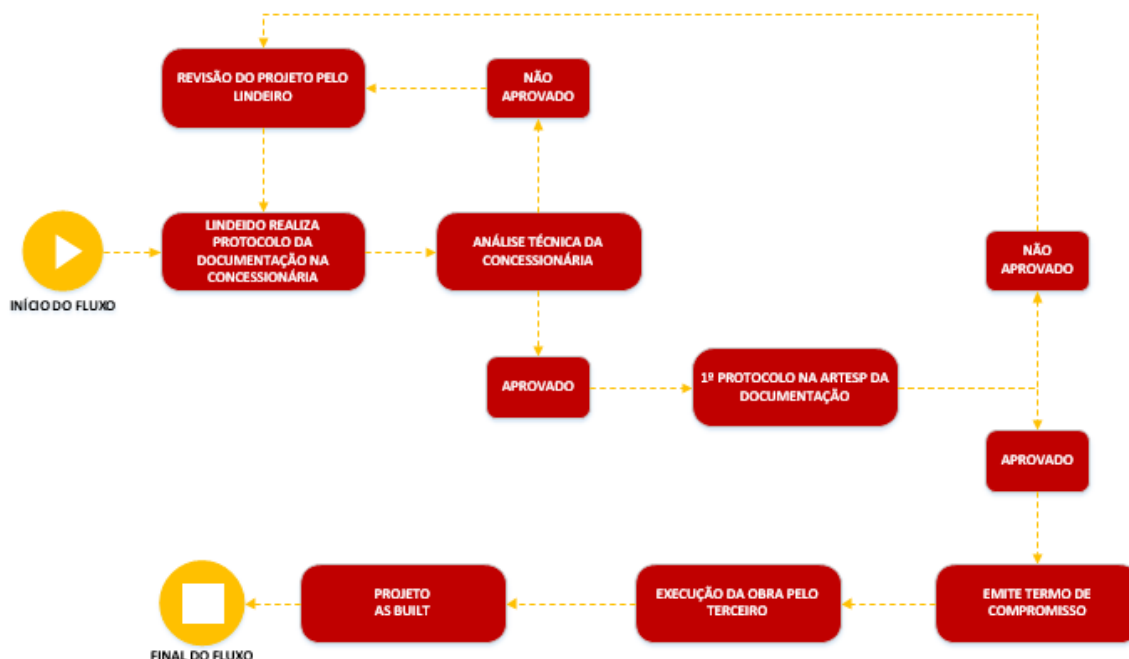 REVISÃO DO PROJETO PELO
LINDEIRO
NÃO
APROVADO
LINDEIDO REALIZA
PROTOCOLO DA
DOCUMENTAÇÃO NA
CONCESSIONÁRIA
ANÁLISE TÉCNICA DA
CONCESSIONÁRIA
NÃO
APROVADO
INÍCIO DO FLUXO
APROVADO
1º PROTOCOLO NA ARTESP DA
DOCUMENTAÇÃO
APROVADO
PROJETO
AS BUILT
EXECUÇÃO DA OBRA PELO
TERCEIRO
EMITE TERMO DE
COMPROMISSO
FINAL DO FLUXO